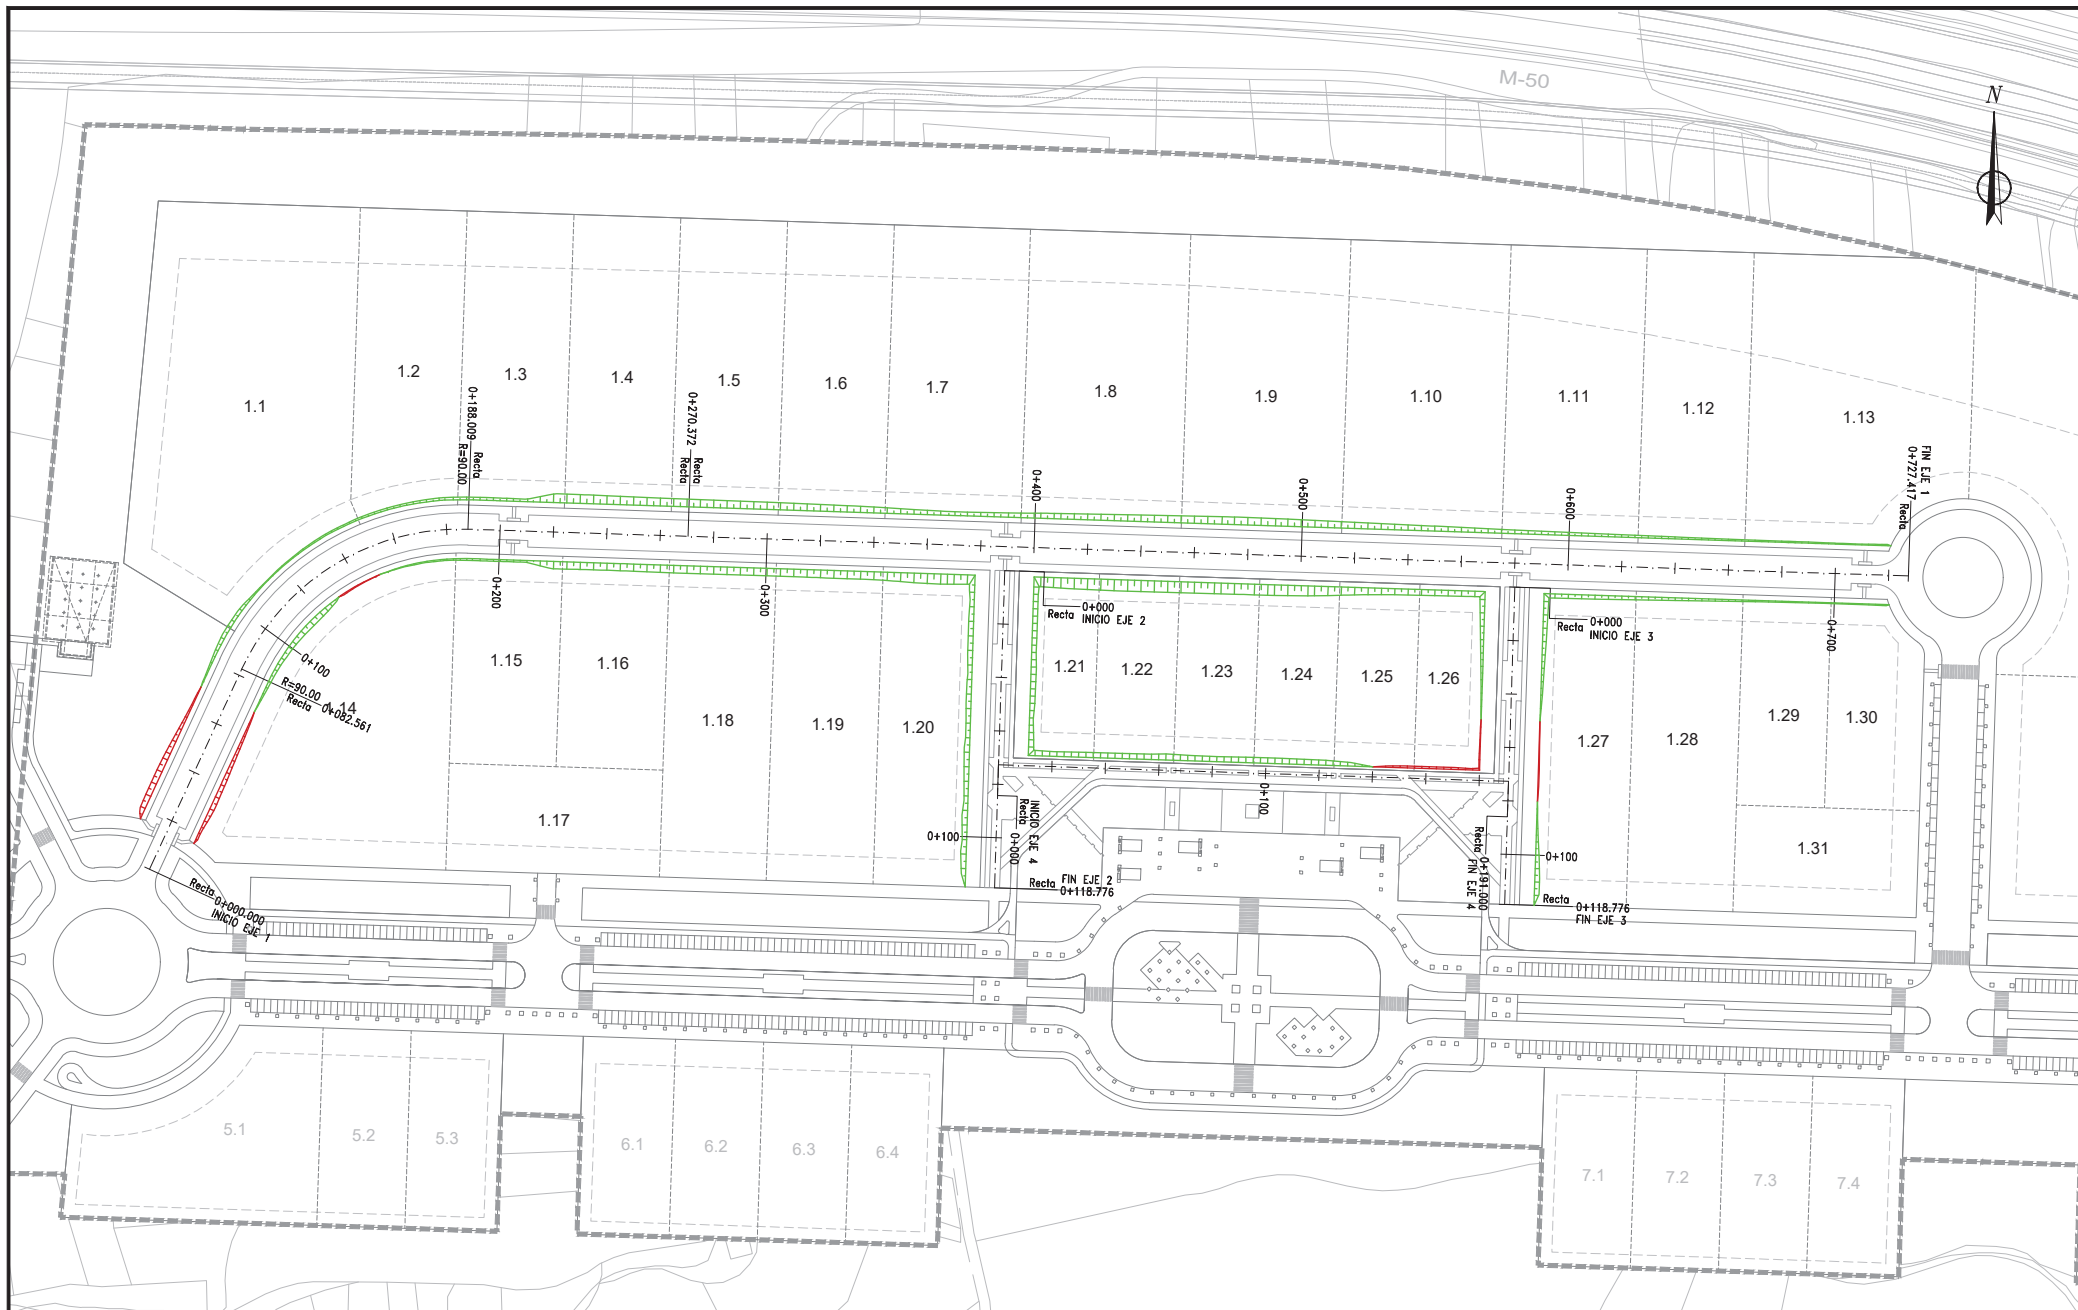 M-50
N
1.1
1.2
1.3
1.4
1.5
1.6
1.7
1.8
1.9
1.10
1.11
1.12
1.13
0+188.009
Recta
R=90.00
0+270.372
Recta
Recta
0+400
0+500
0+600
FIN EJE 1
0+727.417
Recta
0+200
0+300
0+700
0+000
Recta INICIO EJE 2
0+000
Recta INICIO EJE 3
0+100
R=90.00
Recta 0+082.561
1.14
1.15
1.16
1.17
1.18
1.19
1.20
1.21
1.22
1.23
1.24
1.25
1.26
1.27
1.28
1.29
1.30
1.31
0+100
INICIO EJE 4
Recta 0+000
0+100
Recta 0+191.000
FIN EJE 4
0+100
Recta FIN EJE 2
0+118.776
Recta 0+118.776
FIN EJE 3
Recta 0+000.000
INICIO EJE 1
5.1
5.2
5.3
6.1
6.2
6.3
6.4
7.1
7.2
7.3
7.4